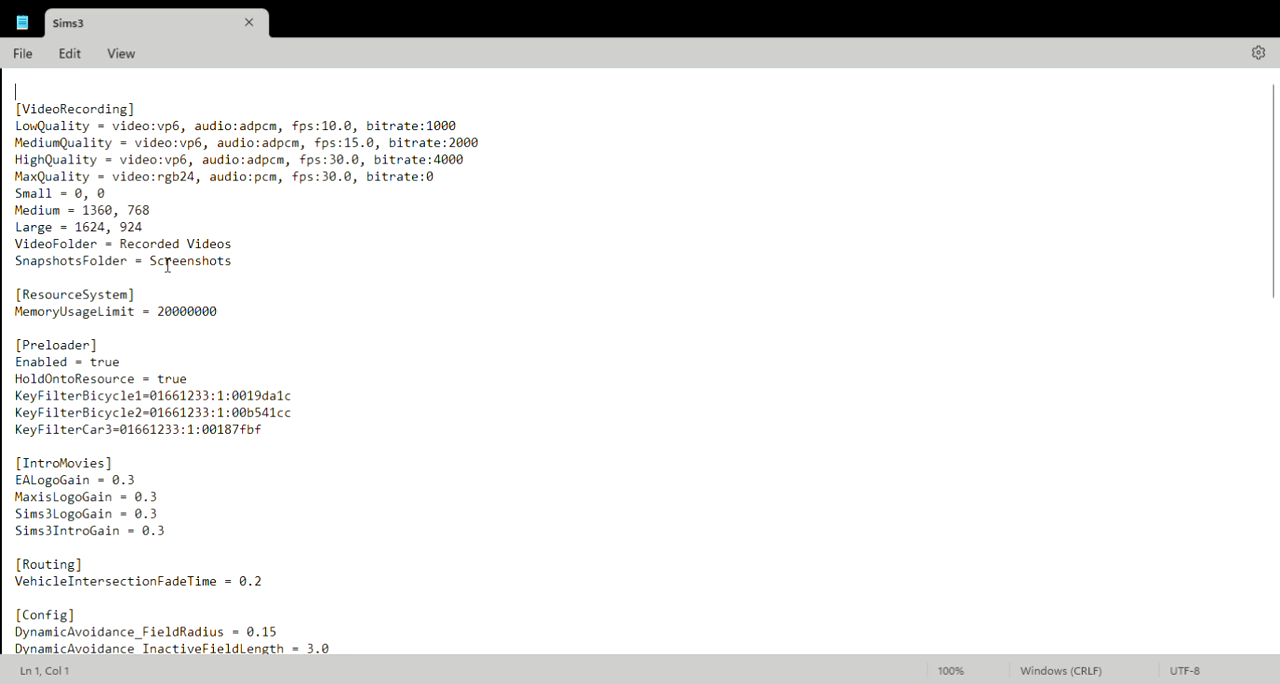 Sims3
File Edit View
[VideoRecording]
LowQuality = video:vp6, audio:adpcm, fps:10.0, bitrate:1000
MediumQuality = video:vp6, audio:adpcm, fps:15.0, bitrate:2000
HighQuality = video:vp6, audio:adpcm, fps:30.0, bitrate:4000
MaxQuality = video:rgb24, audio:pcm, fps:30.0, bitrate:0
Small = 0, 0
Medium = 1360, 768
Large = 1624, 924
VideoFolder = Recorded Videos
SnapshotsFolder = Screenshots
[ResourceSystem]
MemoryUsageLimit = 20000000
[Preloader]
Enabled = true
HoldOntoResource = true
KeyFilterBicycle1=01661233:1:0019da1c
KeyFilterBicycle2=01661233:1:00b541cc
KeyFilterCar3=01661233:1:00187fbf
[IntroMovies]
EALogoGain = 0.3
MaxisLogoGain = 0.3
Sims3LogoGain = 0.3
Sims3IntroGain = 0.3
[Routing]
VehicleIntersectionFadeTime = 0.2
[Config]
DynamicAvoidance_FieldRadius = 0.15
DynamicAvoidance_InactiveFieldLength = 3.0
Ln 1, Col 1 100% Windows (CRLF) UTF-8